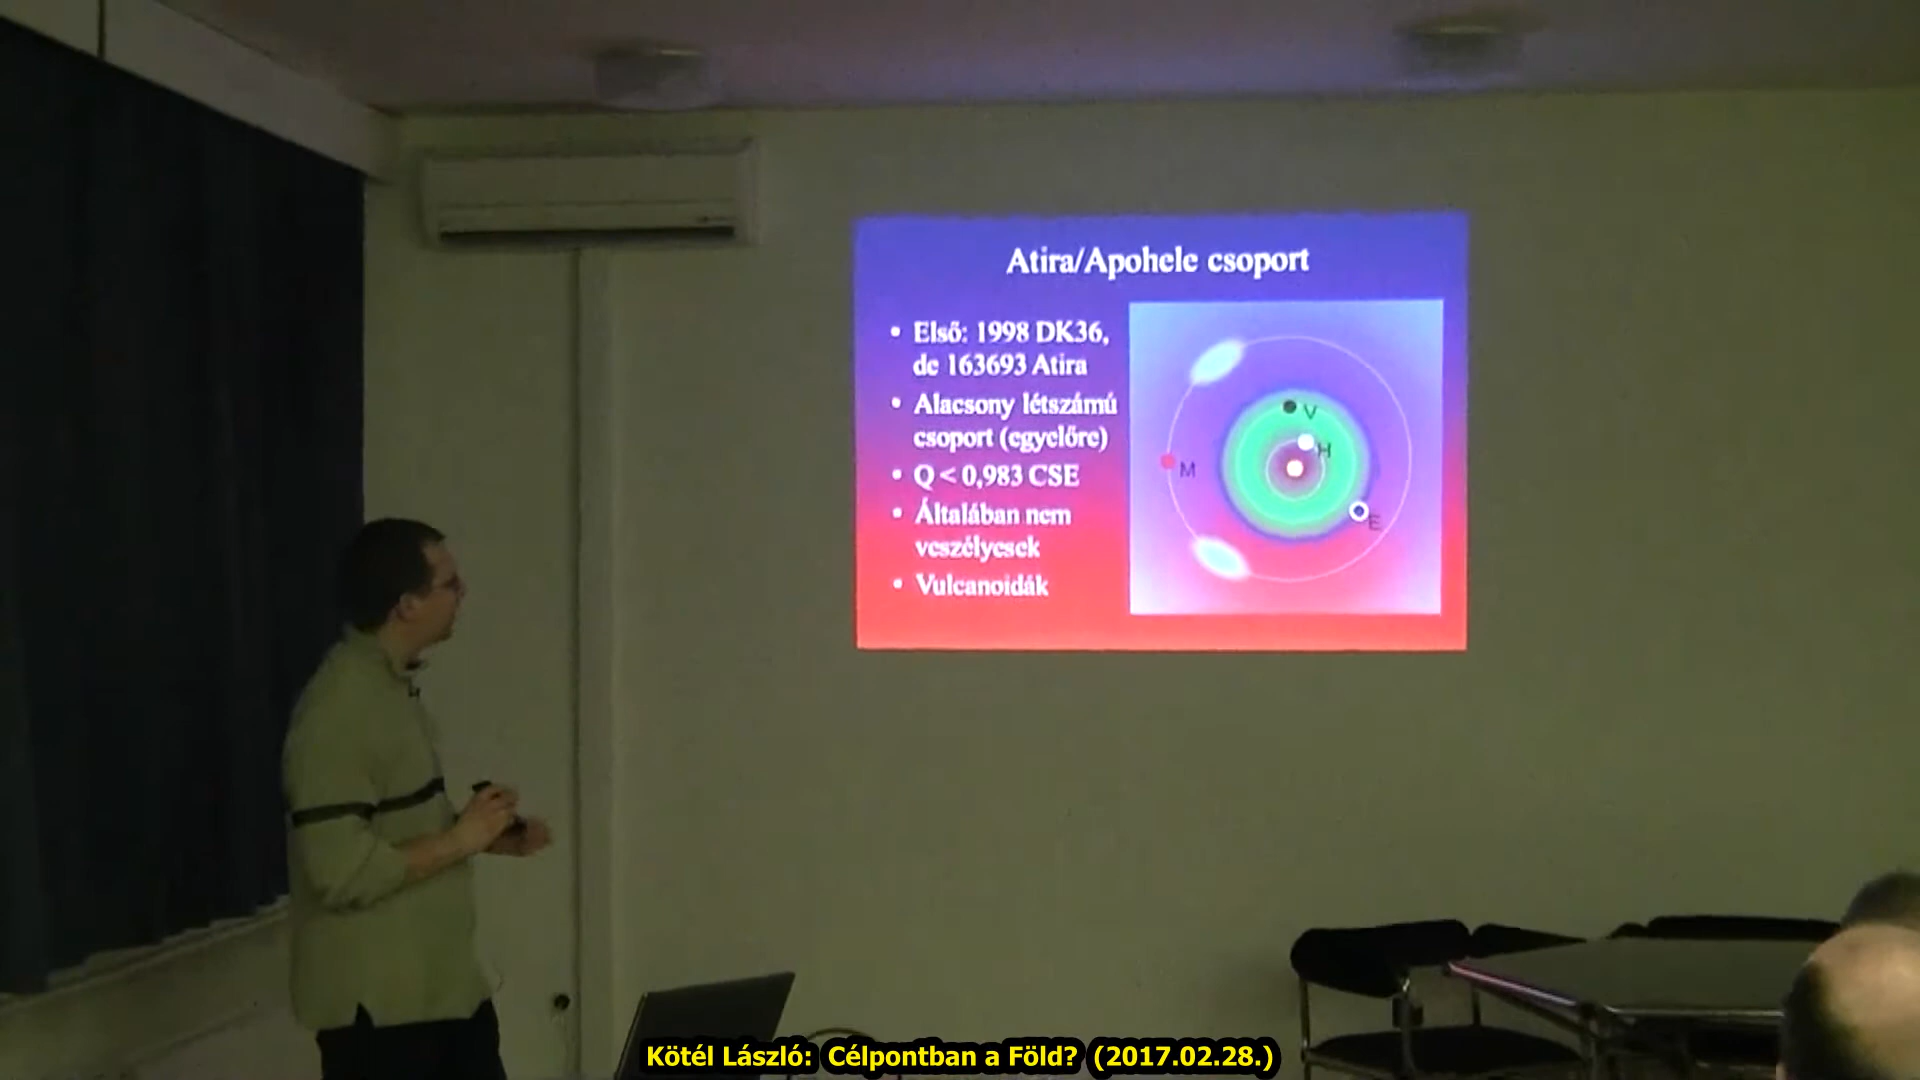 Atira/Apohele csoport
• Első: 1998 DK36,
de 163693 Atira
• Alacsony létszámú
csoport (egyelőre)
• Q < 0,983 CSE
• Általában nem
veszélyesek
• Vulcanoidák
V
H
M
E
Kötél László: Célpontban a Föld? (2017.02.28.)